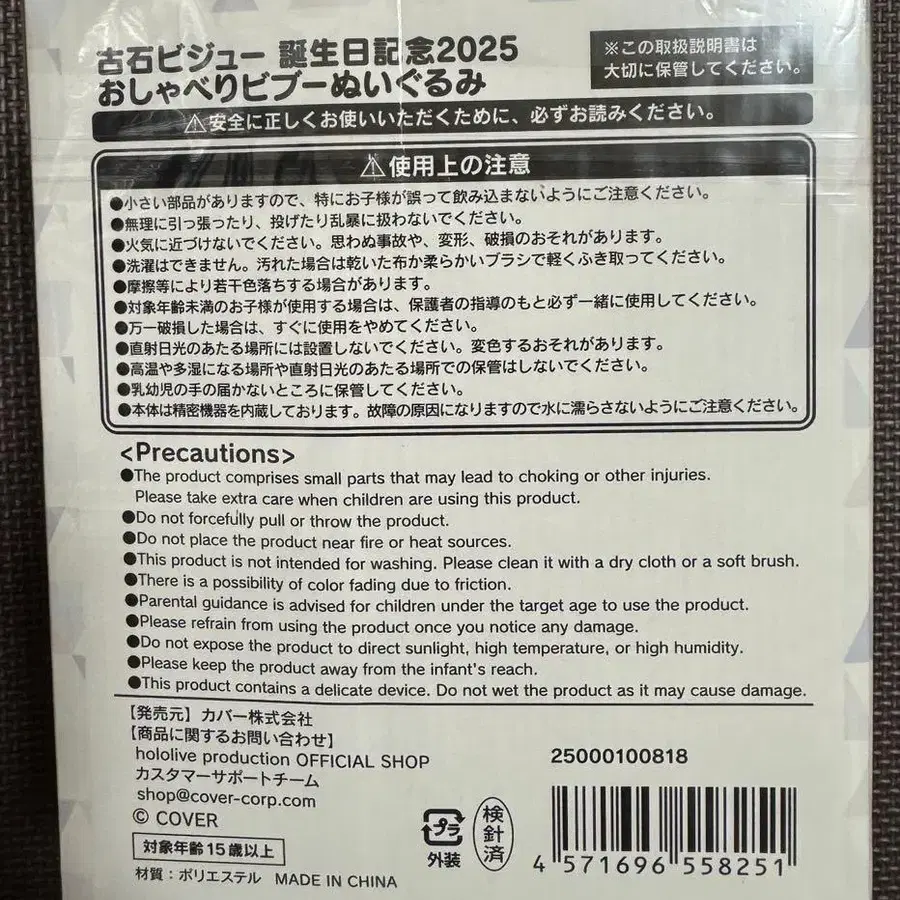 古石ビジュー 誕生日記念2025
おしゃべりビブーぬいぐるみ
※この取扱説明書は
大切に保管してください。
⚠安全に正しくお使いいただくために、必ずお読みください。
⚠使用上の注意
●小さい部品がありますので、特にお子様が誤って飲み込まないようにご注意ください。
●無理に引っ張ったり、投げたり乱暴に扱わないでください。
●火気に近づけないでください。思わぬ事故や、変形、破損のおそれがあります。
●洗濯はできません。汚れた場合は乾いた布か柔らかいブラシで軽くふき取ってください。
●摩擦等により若干色落ちする場合があります。
●対象年齢未満のお子様が使用する場合は、保護者の指導のもと必ず一緒に使用してください。
●万一破損した場合は、すぐに使用をやめてください。
●直射日光のあたる場所には設置しないでください。変色するおそれがあります。
●高温や多湿になる場所や直射日光のあたる場所での保管はしないでください。
●乳幼児の手の届かないところに保管してください。
●本体は精密機器を内蔵しております。故障の原因になりますので水に濡らさないようにご注意ください。
<Precautions>
●The product comprises small parts that may lead to choking or other injuries.
Please take extra care when children are using this product.
●Do not forcefully pull or throw the product.
●Do not place the product near fire or heat sources.
●This product is not intended for washing. Please clean it with a dry cloth or a soft brush.
●There is a possibility of color fading due to friction.
●Parental guidance is advised for children under the target age to use the product.
●Please refrain from using the product once you notice any damage.
●Do not expose the product to direct sunlight, high temperature, or high humidity.
●Please keep the product away from the infant's reach.
●This product contains a delicate device. Do not wet the product as it may cause damage.
【発売元】カバー株式会社
【商品に関するお問い合わせ】
hololive production OFFICIAL SHOP
カスタマーサポートチーム
shop@cover-corp.com
© COVER
対象年齢15歳以上
材質：ポリエステル MADE IN CHINA
プラ
外装
検針済
25000100818
4 571696 558251